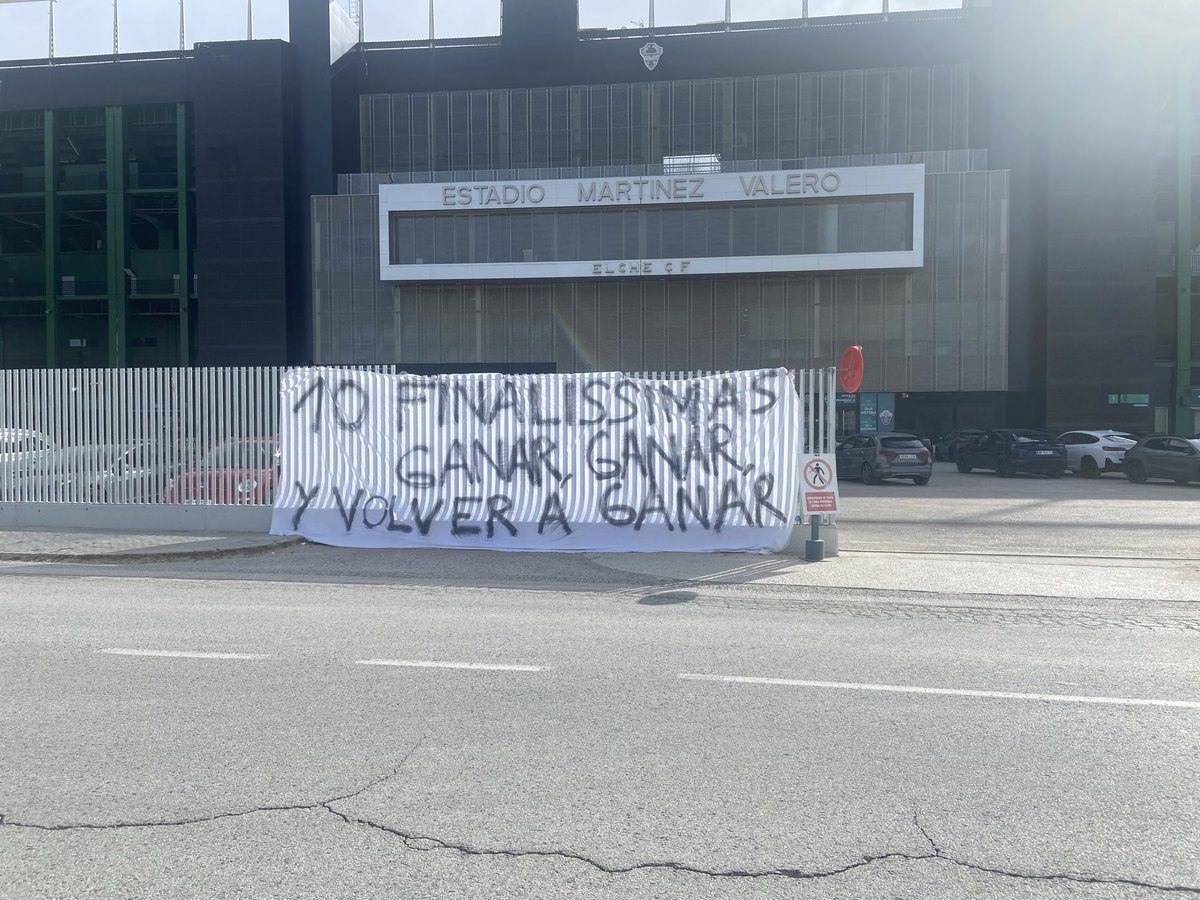 ESTADIO MARTINEZ VALERO
ELCHE CF
10 FINALISSIMAS
GANAR, GANAR,
Y VOLVER A GANAR